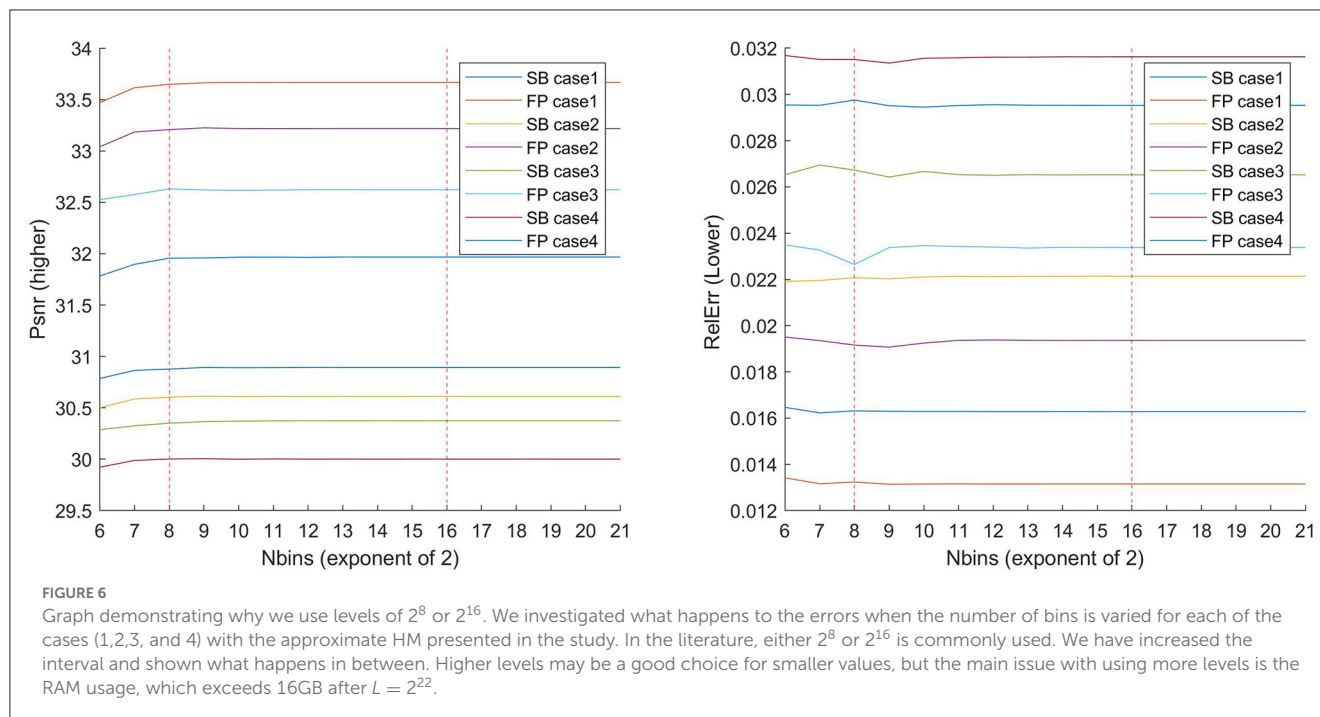 34
33.5
33
32.5
32
31.5
31
30.5
30
29.5
Psnr (higher)
6 7 8 9 10 11 12 13 14 15 16 17 18 19 20 21
Nbins (exponent of 2)
SB case1
FP case1
SB case2
FP case2
SB case3
FP case3
SB case4
FP case4
0.032
0.03
0.028
0.026
0.024
0.022
0.02
0.018
0.016
0.014
0.012
RelErr (Lower)
6 7 8 9 10 11 12 13 14 15 16 17 18 19 20 21
Nbins (exponent of 2)
SB case1
FP case1
SB case2
FP case2
SB case3
FP case3
SB case4
FP case4
FIGURE 6
Graph demonstrating why we use levels of 2⁸ or 2¹⁶. We investigated what happens to the errors when the number of bins is varied for each of the
cases (1,2,3, and 4) with the approximate HM presented in the study. In the literature, either 2⁸ or 2¹⁶ is commonly used. We have increased the
interval and shown what happens in between. Higher levels may be a good choice for smaller values, but the main issue with using more levels is the
RAM usage, which exceeds 16GB after L = 2²².